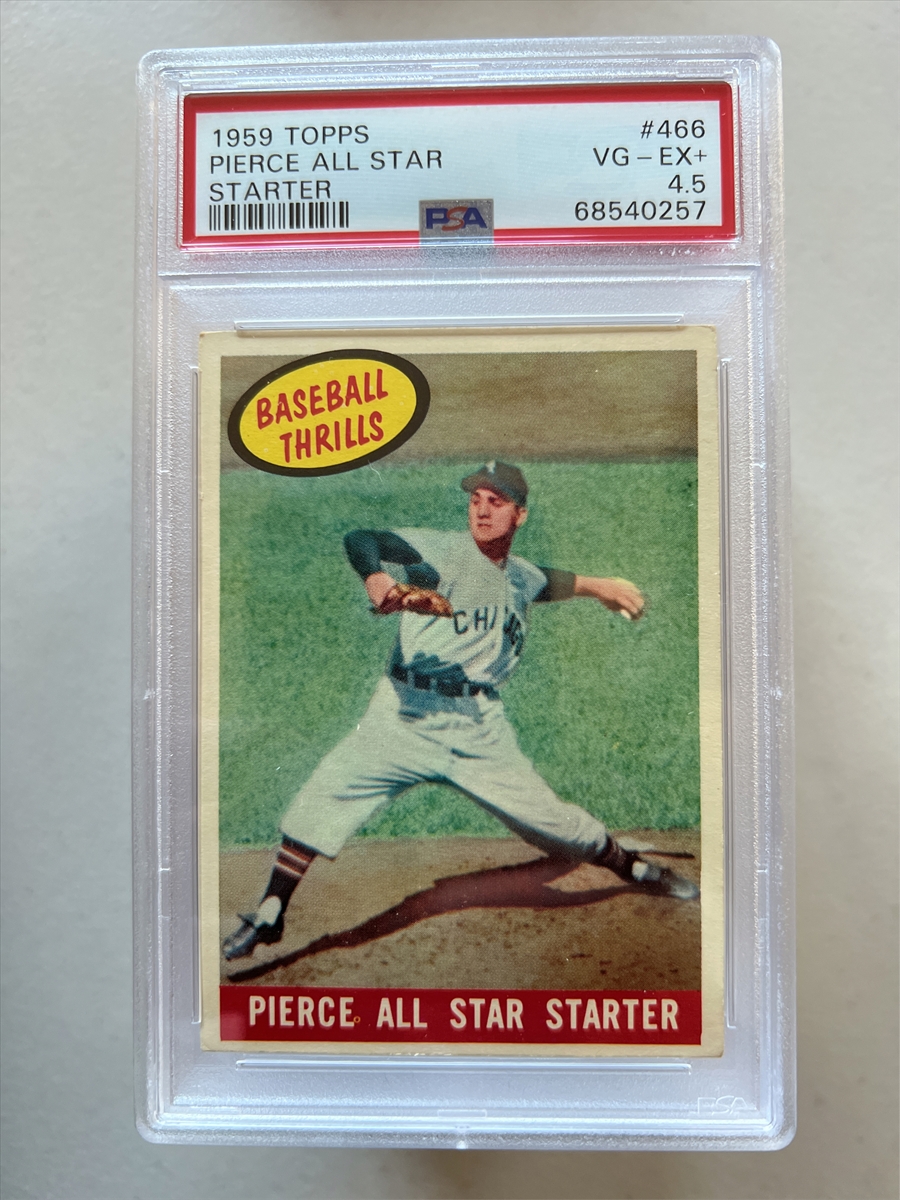 1959 TOPPS #466
PIERCE ALL STAR VG - EX+
STARTER 4.5
PSA 68540257
BASEBALL
THRILLS
PIERCE ALL STAR STARTER
PSA